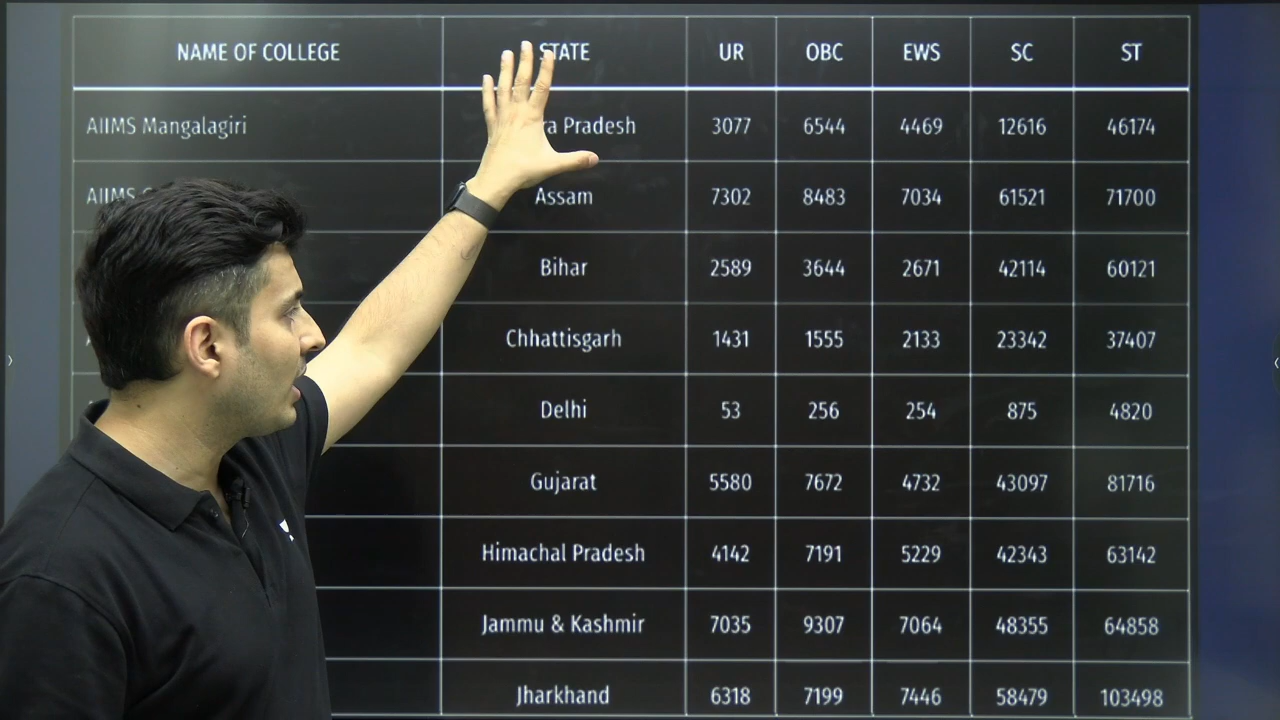 NAME OF COLLEGE STATE UR OBC EWS SC ST
AIIMS Mangalagiri Pradesh 3077 6544 4469 12616 46174
AIIMS Assam 7302 8483 7034 61521 71700
Bihar 2589 3644 2671 42114 60121
Chhattisgarh 1431 1555 2133 23342 37407
Delhi 53 256 254 875 4820
Gujarat 5580 7672 4732 43097 81716
Himachal Pradesh 4142 7191 5229 42343 63142
Jammu & Kashmir 7035 9307 7064 48355 64858
Jharkhand 6318 7199 7446 58479 103498